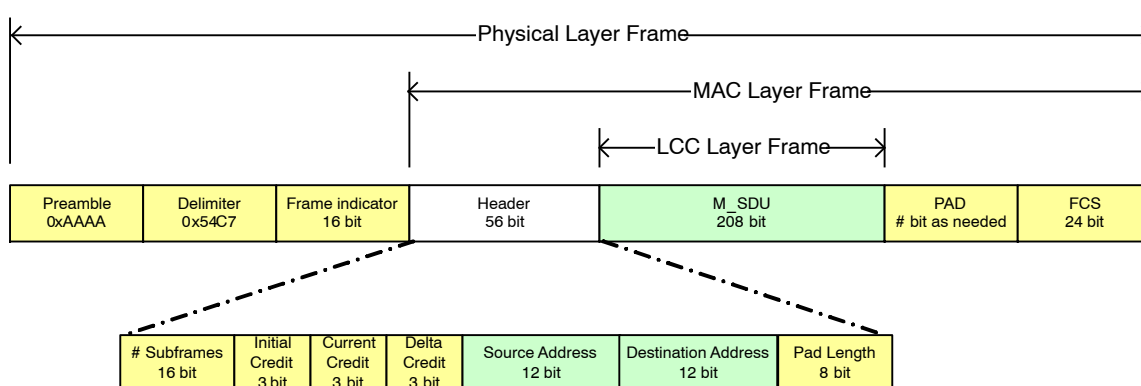 Physical Layer Frame
MAC Layer Frame
LCC Layer Frame
Preamble
0xAAAA
Delimiter
0x54C7
Frame indicator
16 bit
Header
56 bit
M_SDU
208 bit
PAD
# bit as needed
FCS
24 bit
# Subframes
16 bit
Initial
Credit
3 bit
Current
Credit
3 bit
Delta
Credit
3 bit
Source Address
12 bit
Destination Address
12 bit
Pad Length
8 bit